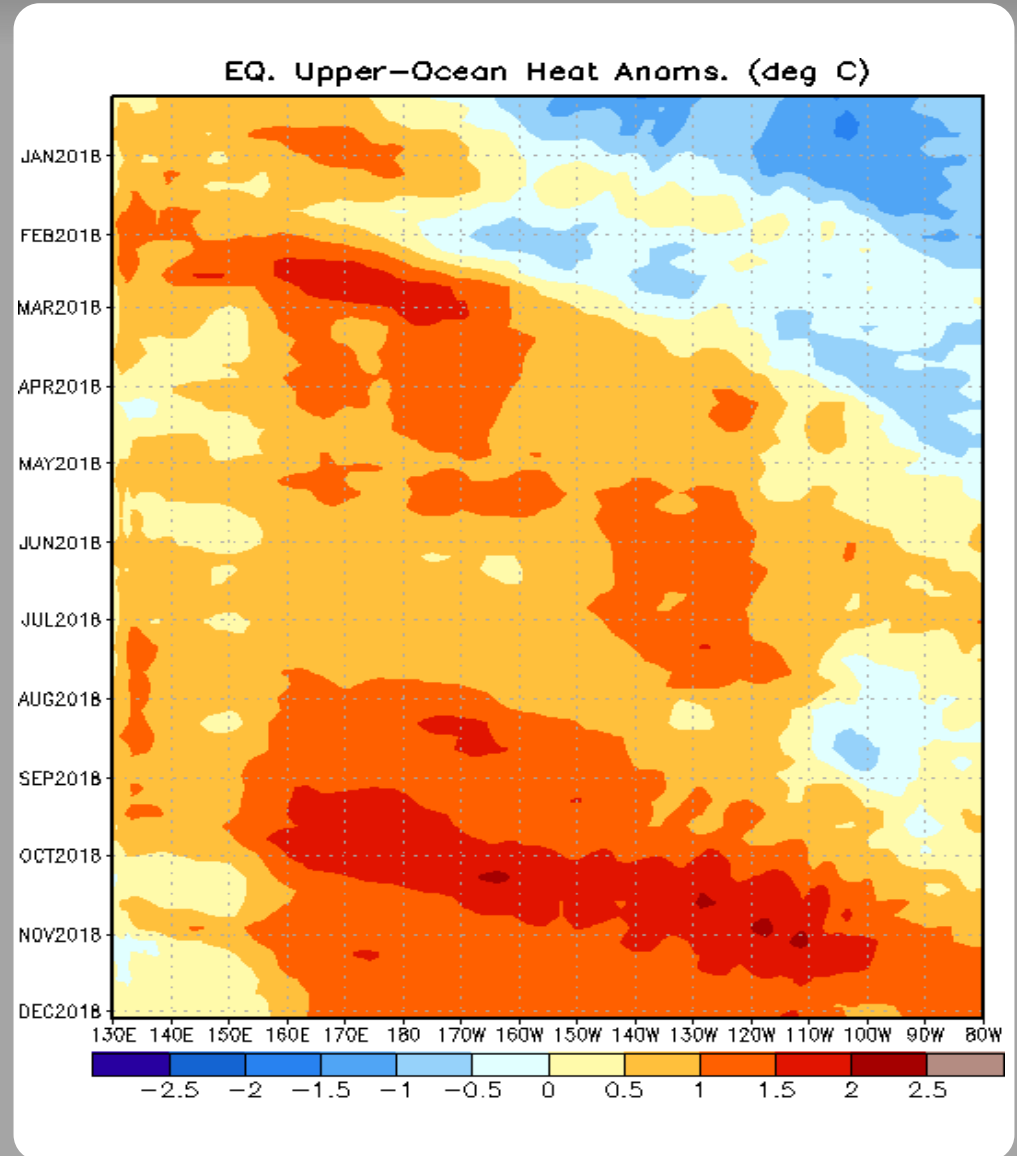 EQ. Upper-Ocean Heat Anoms. (deg C)
JAN2018
FEB2018
MAR2018
APR2018
MAY2018
JUN2018
JUL2018
AUG2018
SEP2018
OCT2018
NOV2018
DEC2018
130E 140E 150E 160E 170E 180 170W 160W 150W 140W 130W 120W 110W 100W 90W 80W
-2.5 -2 -1.5 -1 -0.5 0 0.5 1 1.5 2 2.5